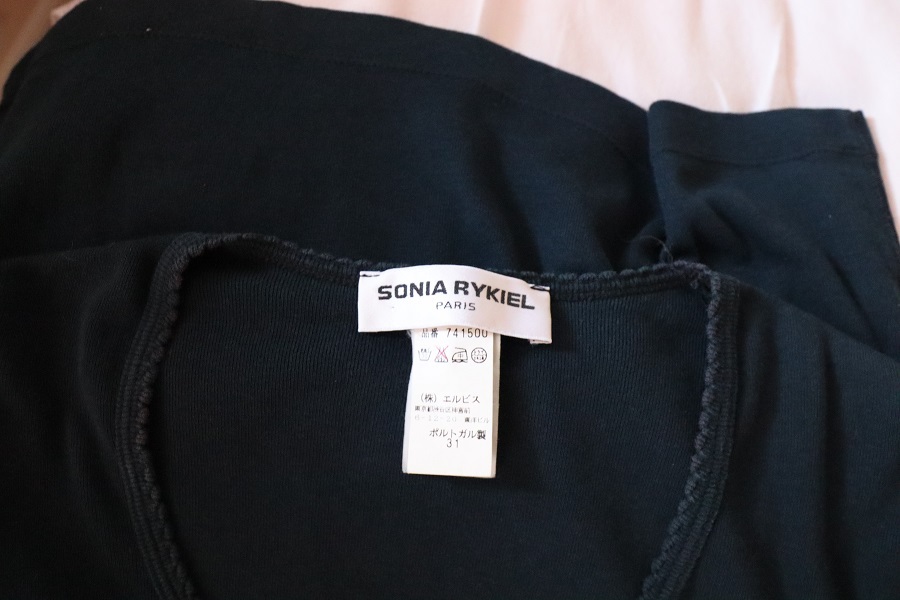 SONIA RYKIEL
PARIS
品番 741500
(株) エルビス
ポルトガル製
31